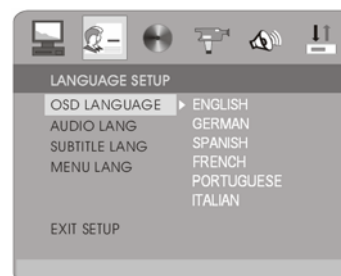 LANGUAGE SETUP
OSD LANGUAGE
AUDIO LANG
SUBTITLE LANG
MENU LANG
EXIT SETUP
ENGLISH
GERMAN
SPANISH
FRENCH
PORTUGUESE
ITALIAN